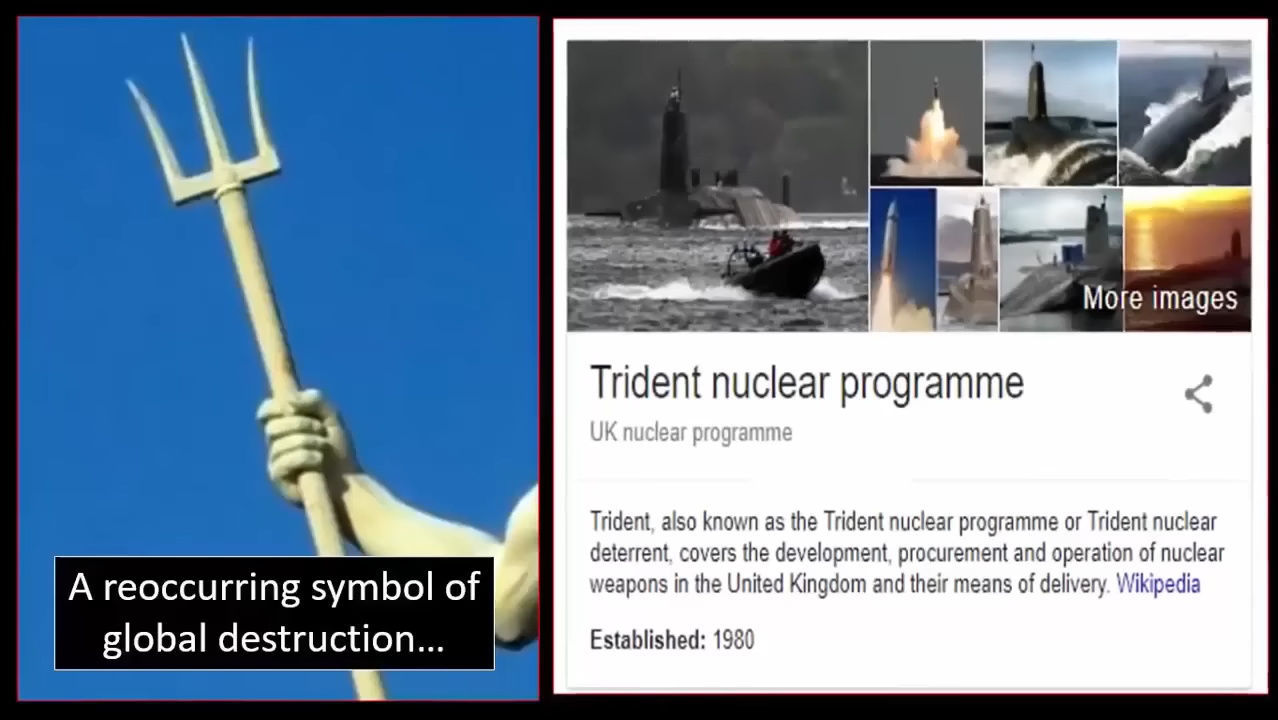 A reoccurring symbol of
global destruction...
More images
Trident nuclear programme
UK nuclear programme
Trident, also known as the Trident nuclear programme or Trident nuclear
deterrent, covers the development, procurement and operation of nuclear
weapons in the United Kingdom and their means of delivery. Wikipedia
Established: 1980